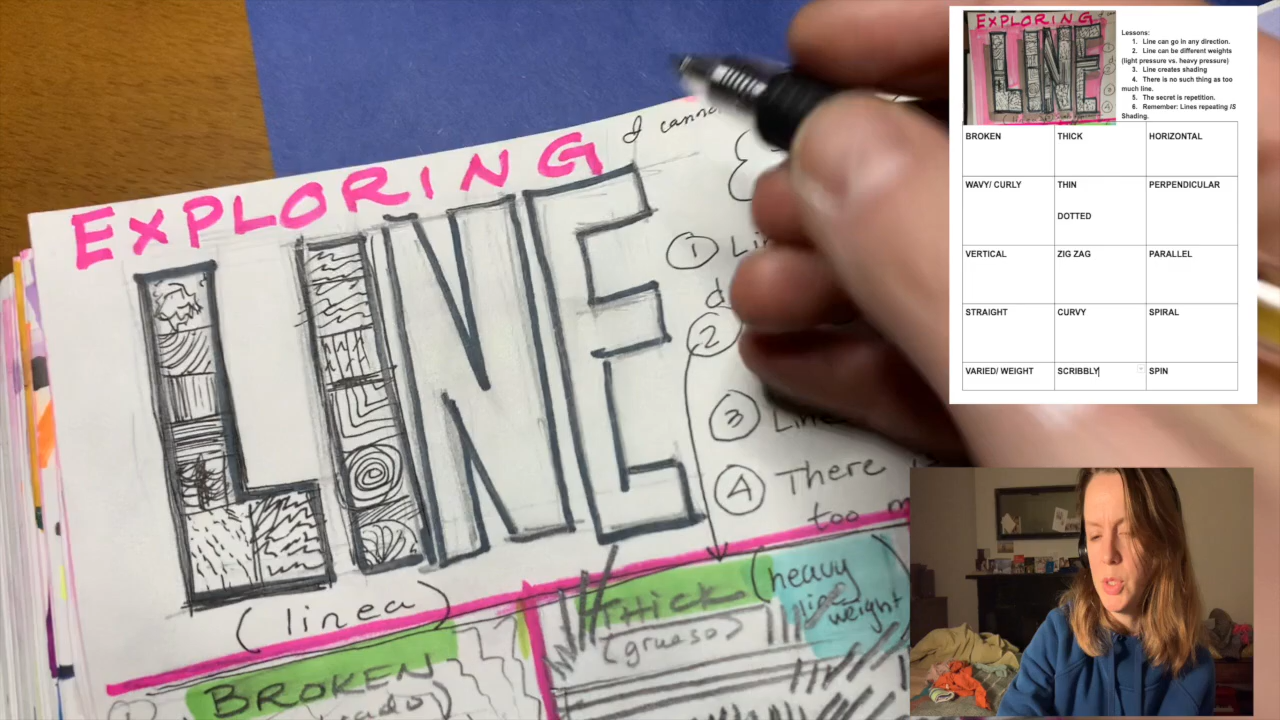 EXPLORING
I canno
LINE
1 Li
d
2
3 Line
4 There
too m
(linea)
THICK
(grueso)
(heavy
line
weight)
BROKEN
EXPLORING
LINE
Lessons:
1. Line can go in any direction.
2. Line can be different weights
(light pressure vs. heavy pressure)
3. Line creates shading
4. There is no such thing as too
much line.
5. The secret is repetition.
6. Remember: Lines repeating IS
Shading.
BROKEN THICK HORIZONTAL
WAVY/ CURLY THIN PERPENDICULAR
DOTTED
VERTICAL ZIG ZAG PARALLEL
STRAIGHT CURVY SPIRAL
VARIED/ WEIGHT SCRIBBLY SPIN